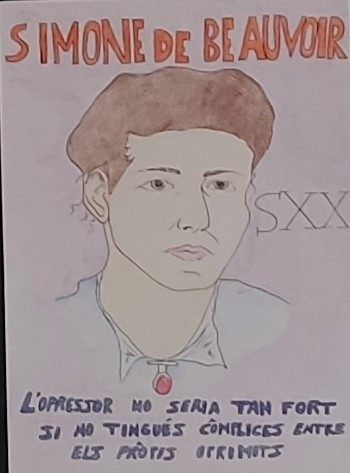 SIMONE DE BEAUVOIR
SXX
L'OPRESSOR NO SERIA TAN FORT
SI NO TINGUÉS CÒMPLICES ENTRE
ELS PROPIS OPRIMITS